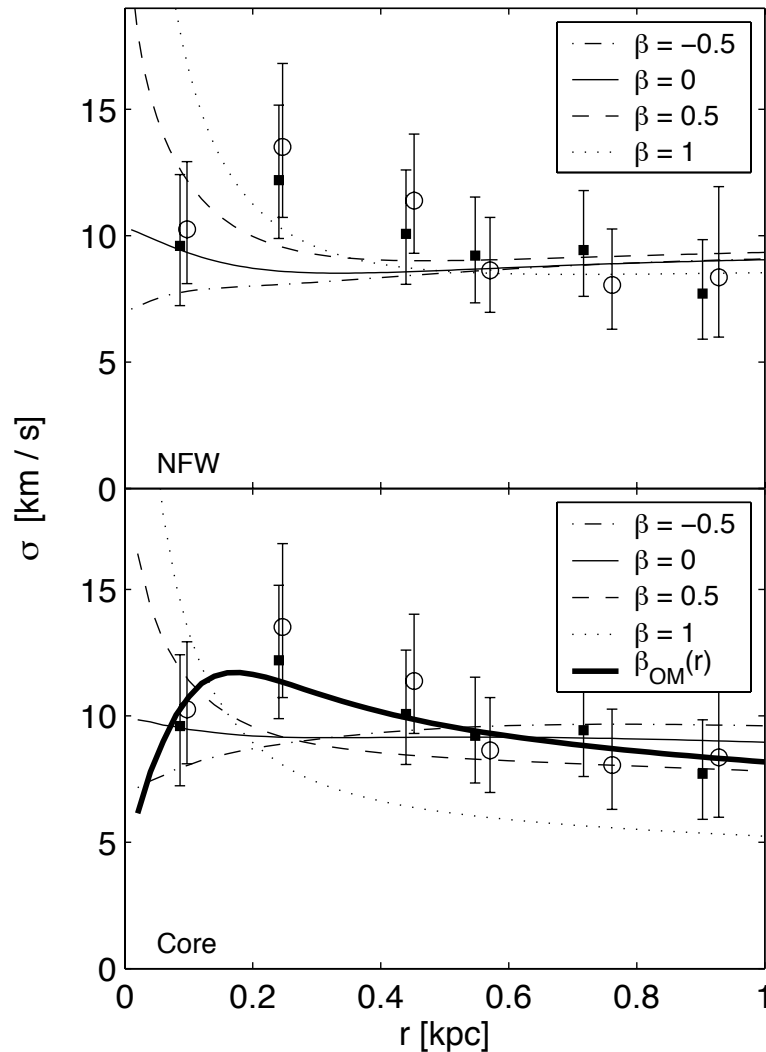 15
10
5
0
β = −0.5
β = 0
β = 0.5
β = 1
NFW
σ [km / s]
15
10
5
0
β = −0.5
β = 0
β = 0.5
β = 1
β_OM(r)
Core
0 0.2 0.4 0.6 0.8 1
r [kpc]